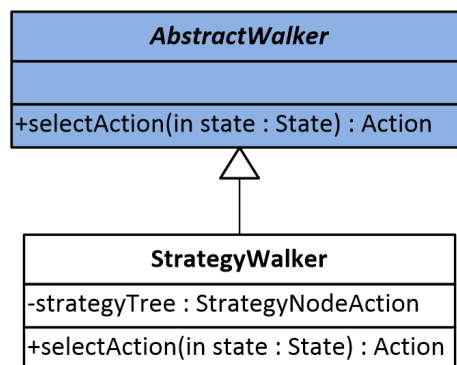 AbstractWalker
+selectAction(in state : State) : Action
StrategyWalker
-strategyTree : StrategyNodeAction
+selectAction(in state : State) : Action